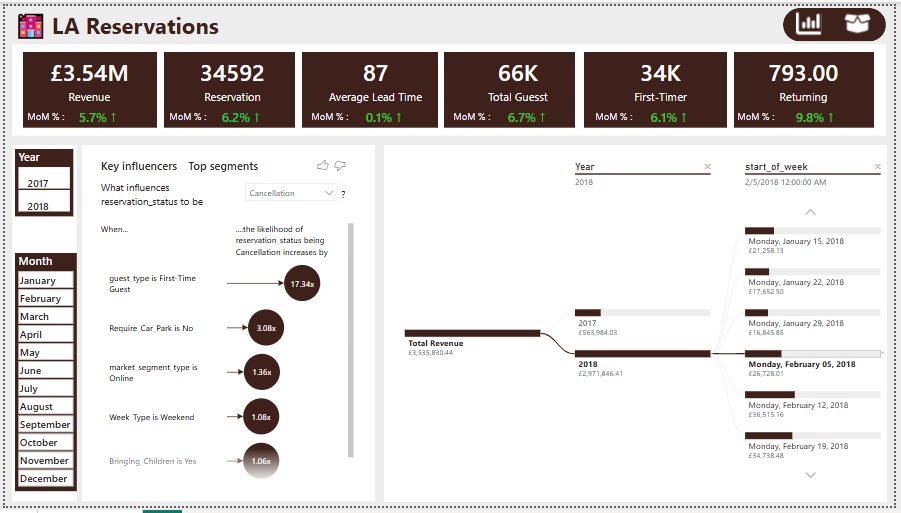 LA Reservations
£3.54M
Revenue
MoM % : 5.7% ↑
34592
Reservation
MoM % : 6.2% ↑
87
Average Lead Time
MoM % : 0.1% ↑
66K
Total Guesst
MoM % : 6.7% ↑
34K
First-Timer
MoM % : 6.1% ↑
793.00
Returning
MoM % : 9.8% ↑
Year
2017
2018
Month
January
February
March
April
May
June
July
August
September
October
November
December
Key influencers Top segments
What influences
reservation_status to be
Cancellation
?
When...
....the likelihood of
reservation_status being
Cancellation increases by
guest_type is First-Time
Guest
17.34x
Require_Car_Park is No
3.08x
market_segment_type is
Online
1.36x
Week_Type is Weekend
1.08x
Bringing_Children is Yes
1.06x
Year
2018
start_of_week
2/5/2018 12:00:00 AM
Total Revenue
£3,535,830.44
2017
£563,984.03
2018
£2,971,846.41
Monday, January 15, 2018
£21,258.13
Monday, January 22, 2018
£17,652.50
Monday, January 29, 2018
£16,845.85
Monday, February 05, 2018
£26,728.01
Monday, February 12, 2018
£36,515.16
Monday, February 19, 2018
£34,738.48